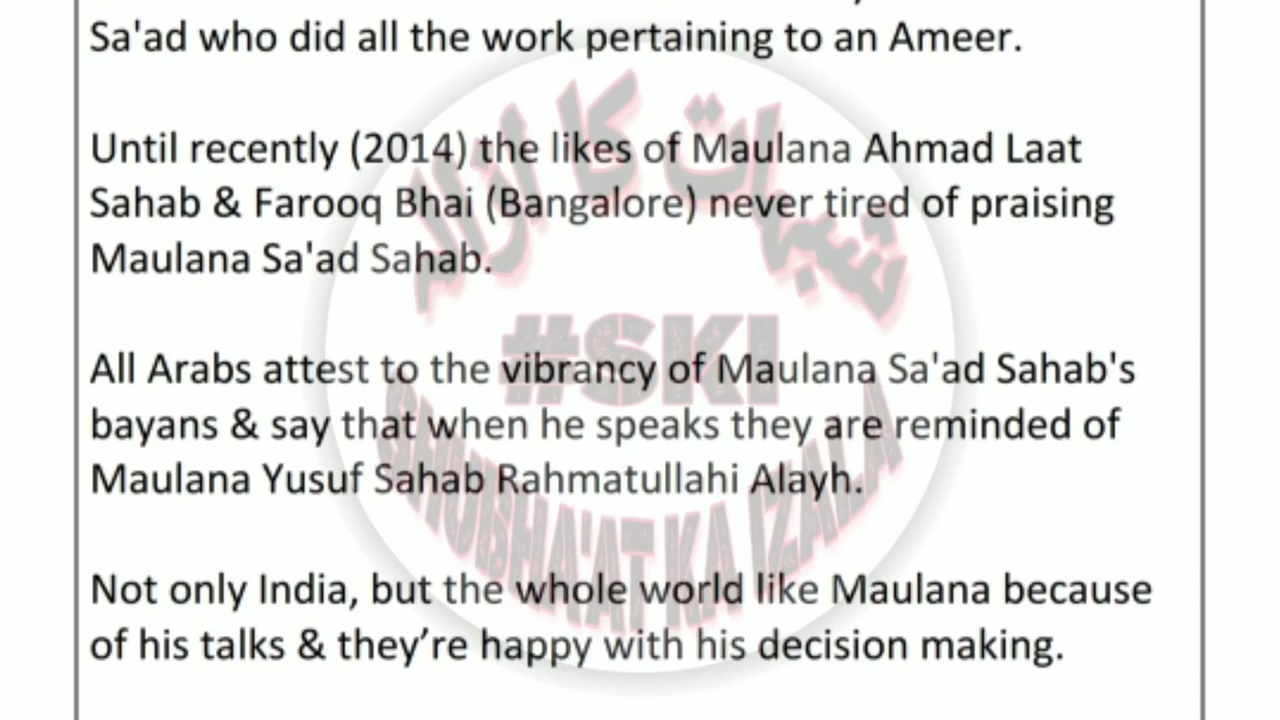 Sa'ad who did all the work pertaining to an Ameer.
Until recently (2014) the likes of Maulana Ahmad Laat
Sahab & Farooq Bhai (Bangalore) never tired of praising
Maulana Sa'ad Sahab.
All Arabs attest to the vibrancy of Maulana Sa'ad Sahab's
bayans & say that when he speaks they are reminded of
Maulana Yusuf Sahab Rahmatullahi Alayh.
Not only India, but the whole world like Maulana because
of his talks & they’re happy with his decision making.
شبہات کا ازالہ
#SKI
SHUBHA'AT KA IZALA